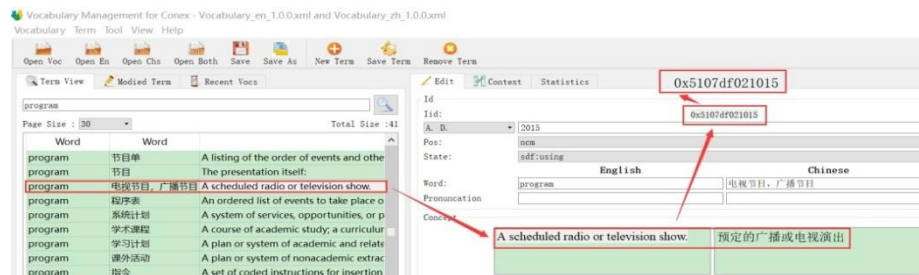 Vocabulary Management for Conex - Vocabulary_en_1.0.0.xml and Vocabulary_zh_1.0.0.xml
Vocabulary Term Tool View Help
Open Voc Open En Open Chs Open Both Save Save As New Term Save Term Remove Term
Term View Modied Term Recent Vocs
program
Page Size : 30 Total Size :41
Word Word
program 节目单 A listing of the order of events and othe
program 节目 The presentation itself:
program 电视节目，广播节目 A scheduled radio or television show.
program 程序表 An ordered list of events to take place o
program 系统计划 A system of services, opportunities, or p
program 学术课程 A course of academic study; a curriculur
program 学习计划 A plan or system of academic and relate
program 课外活动 A plan or system of nonacademic extrac
program 指令 A set of coded instructions for insertion
Edit Context Statistics 0x5107df021015
Id
Iid: 0x5107df021015
A. D. 2015
Pos: ncm
State: sdf:using
English Chinese
Word: program 电视节目，广播节目
Pronuncation
Concept
A scheduled radio or television show. 预定的广播或电视演出